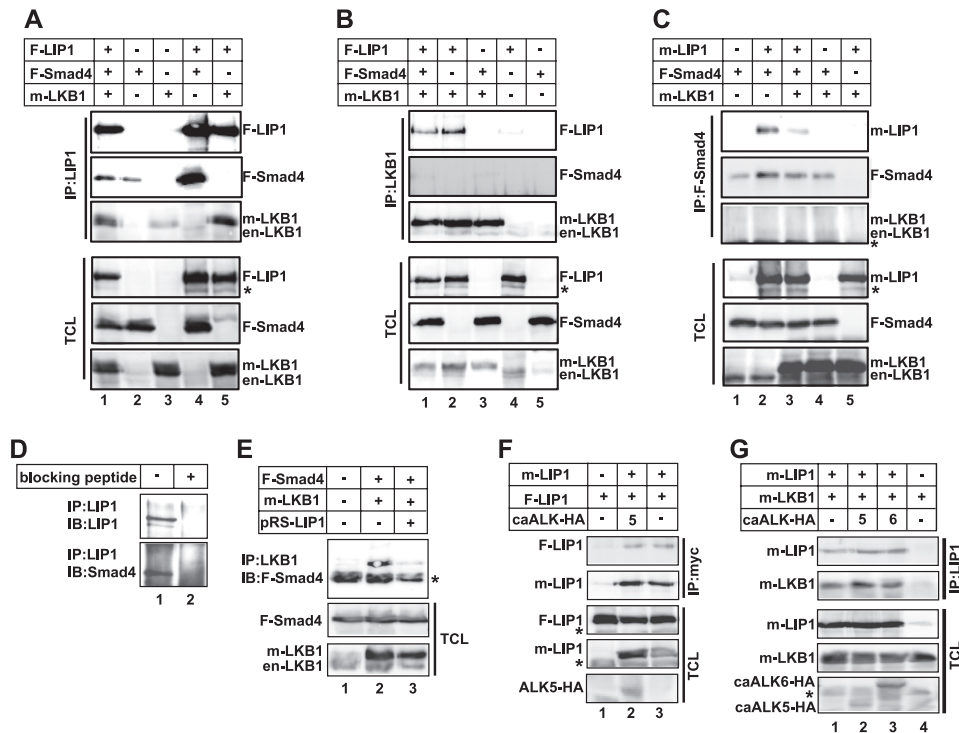 A
F-LIP1 + - - + +
F-Smad4 + + - + -
m-LKB1 + - + - +
IP:LIP1
F-LIP1
F-Smad4
m-LKB1
en-LKB1
TCL
F-LIP1
*
F-Smad4
m-LKB1
en-LKB1
1 2 3 4 5
B
F-LIP1 + + - + -
F-Smad4 + - + - +
m-LKB1 + + + - -
IP:LKB1
F-LIP1
F-Smad4
m-LKB1
en-LKB1
TCL
F-LIP1
*
F-Smad4
m-LKB1
en-LKB1
1 2 3 4 5
C
m-LIP1 - + + - +
F-Smad4 + + + + -
m-LKB1 - - + + +
IP:F-Smad4
m-LIP1
F-Smad4
m-LKB1
en-LKB1
*
TCL
m-LIP1
*
F-Smad4
m-LKB1
en-LKB1
1 2 3 4 5
D
blocking peptide - +
IP:LIP1
IB:LIP1
IP:LIP1
IB:Smad4
1 2
E
F-Smad4 - + +
m-LKB1 - + +
pRS-LIP1 - - +
IP:LKB1
IB:F-Smad4
*
F-Smad4
m-LKB1
en-LKB1
TCL
1 2 3
F
m-LIP1 - + +
F-LIP1 + + +
caALK-HA - 5 -
F-LIP1
m-LIP1
IP:myc
F-LIP1
*
m-LIP1
*
ALK5-HA
TCL
1 2 3
G
m-LIP1 + + + -
m-LKB1 + + + +
caALK-HA - 5 6 -
m-LIP1
m-LKB1
IP:LIP1
m-LIP1
m-LKB1
caALK6-HA
*
caALK5-HA
TCL
1 2 3 4